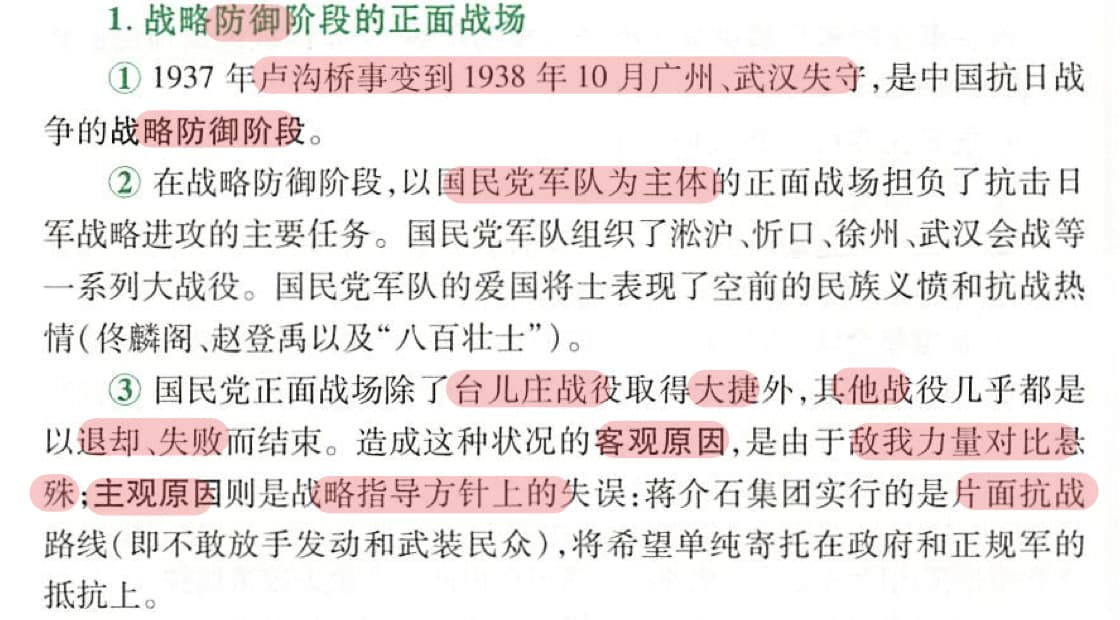 1. 战略防御阶段的正面战场
① 1937 年卢沟桥事变到 1938 年 10 月广州、武汉失守,是中国抗日战
争的战略防御阶段。
② 在战略防御阶段,以国民党军队为主体的正面战场担负了抗击日
军战略进攻的主要任务。国民党军队组织了淞沪、忻口、徐州、武汉会战等
一系列大战役。国民党军队的爱国将士表现了空前的民族义愤和抗战热
情(佟麟阁、赵登禹以及“八百壮士”)。
③ 国民党正面战场除了台儿庄战役取得大捷外,其他战役几乎都是
以退却、失败而结束。造成这种状况的客观原因,是由于敌我力量对比悬
殊;主观原因则是战略指导方针上的失误:蒋介石集团实行的是片面抗战
路线(即不敢放手发动和武装民众),将希望单纯寄托在政府和正规军的
抵抗上。